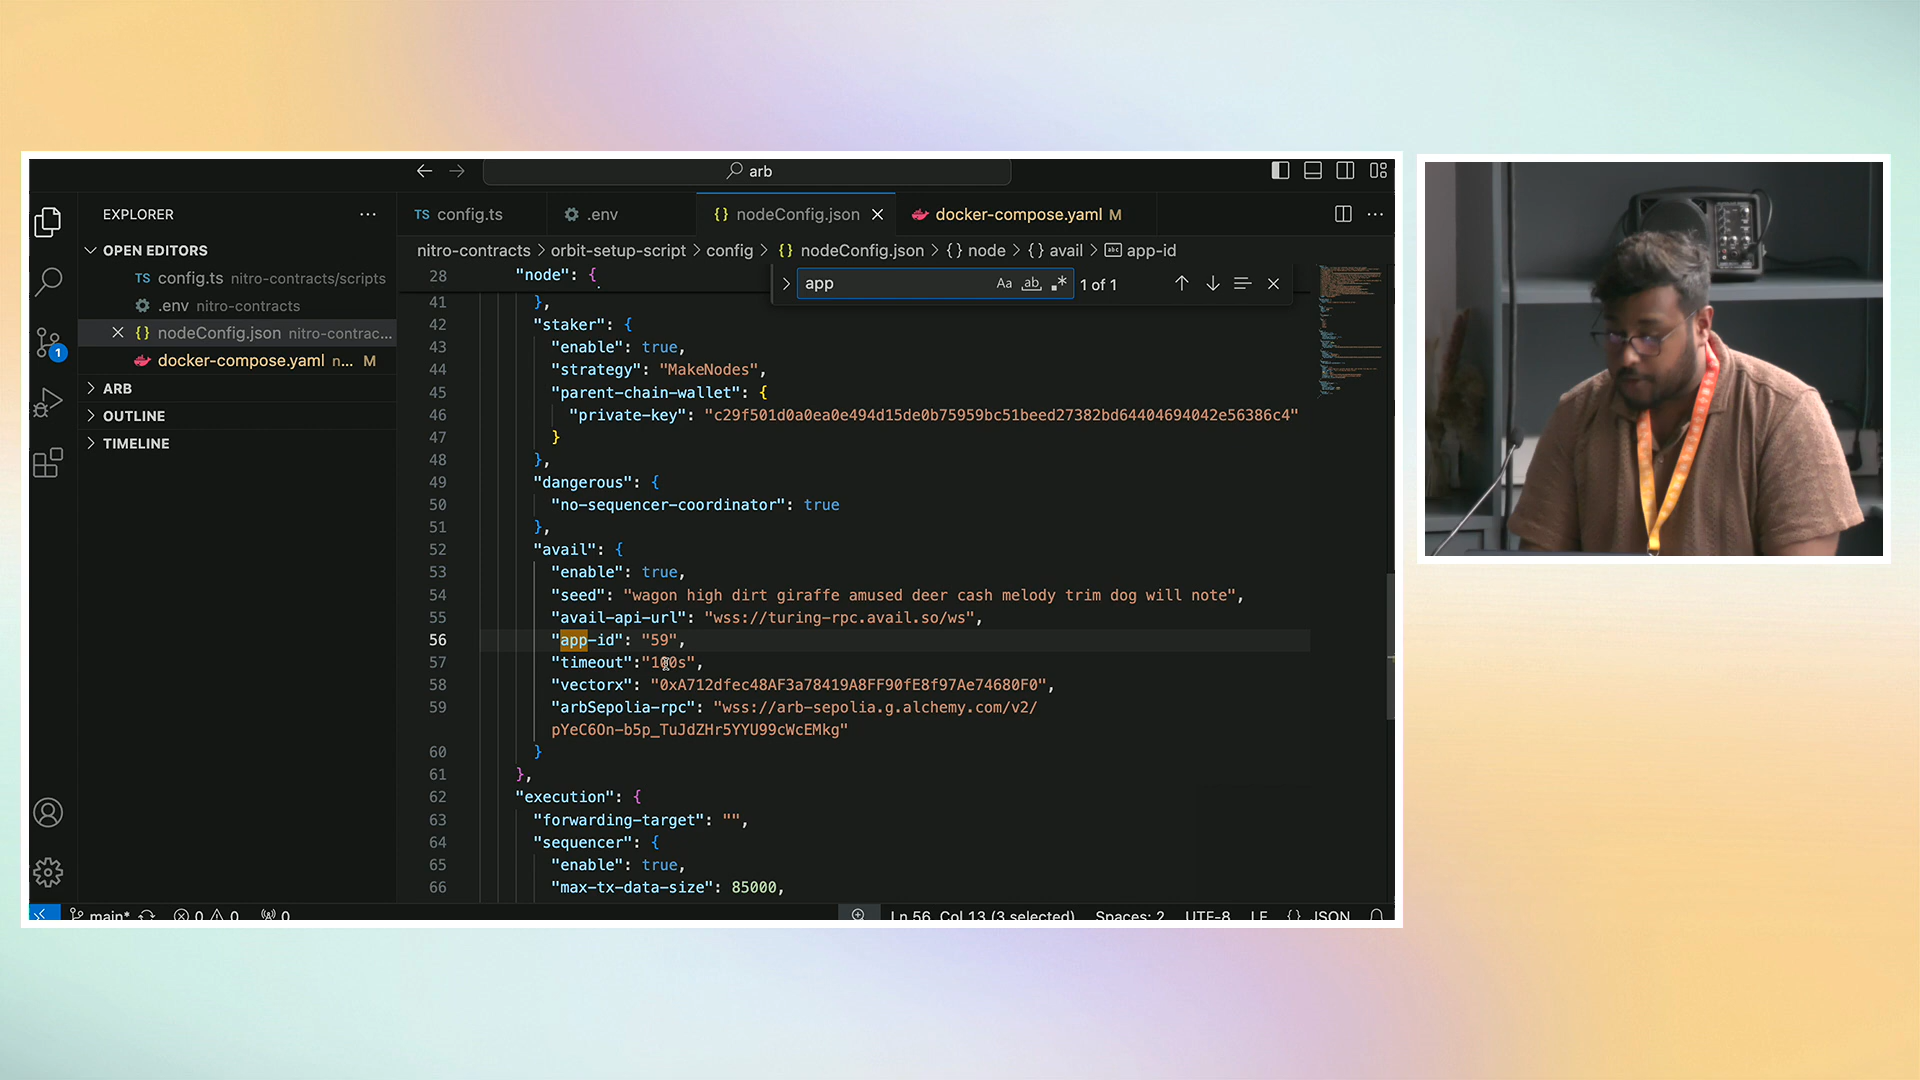 arb
EXPLORER
OPEN EDITORS
TS config.ts nitro-contracts/scripts
.env nitro-contracts
{} nodeConfig.json nitro-contrac...
docker-compose.yaml n... M
ARB
OUTLINE
TIMELINE
1
TS config.ts
.env
{} nodeConfig.json
docker-compose.yaml M
nitro-contracts > orbit-setup-script > config > {} nodeConfig.json > {} node > {} avail > abc app-id
app Aa ab .* 1 of 1
28 "node": {
41 },
42 "staker": {
43 "enable": true,
44 "strategy": "MakeNodes",
45 "parent-chain-wallet": {
46 "private-key": "c29f501d0a0ea0e494d15de0b75959bc51beed27382bd64404694042e56386c4"
47 }
48 },
49 "dangerous": {
50 "no-sequencer-coordinator": true
51 },
52 "avail": {
53 "enable": true,
54 "seed": "wagon high dirt giraffe amused deer cash melody trim dog will note",
55 "avail-api-url": "wss://turing-rpc.avail.so/ws",
56 "app-id": "59",
57 "timeout":"100s",
58 "vectorx": "0xA712dfec48AF3a78419A8FF90fE8f97Ae74680F0",
59 "arbSepolia-rpc": "wss://arb-sepolia.g.alchemy.com/v2/
pYeC6On-b5p_TuJdZHr5YYU99cWcEMkg"
60 }
61 },
62 "execution": {
63 "forwarding-target": "",
64 "sequencer": {
65 "enable": true,
66 "max-tx-data-size": 85000,
main* 0 0 0
Ln 56, Col 13 (3 selected) Spaces: 2 UTF-8 LF {} JSON